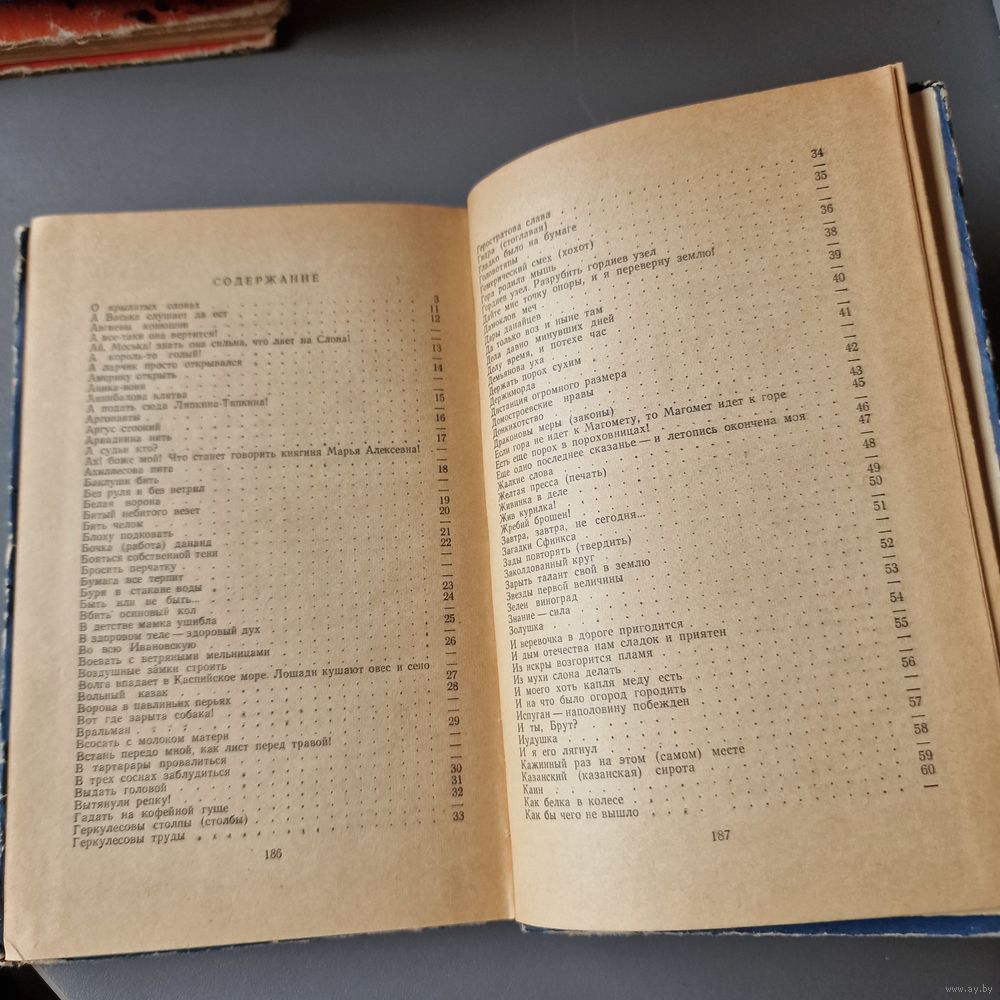 СОДЕРЖАНИЕ
О крылатых словах 3
А Васька слушает да ест 11
Авгиевы конюшни 12
А все-таки она вертится! —
Ай, Моська! знать она сильна, что лает на Слона! —
А король-то голый! 13
А ларчик просто открывался —
Америку открыть 14
Аника-воин —
Аннибалова клятва —
А подать сюда Ляпкина-Тяпкина! 15
Аргонавты —
Аргус стоокий 16
Ариаднина нить —
А судьи кто? 17
Ах! боже мой! Что станет говорить княгиня Марья Алексевна! —
Ахиллесова пята —
Баклуши бить 18
Без руля и без ветрил —
Белая ворона —
Битый небитого везет 19
Бить челом 20
Блоху подковать —
Бочка (работа) данаид 21
Бояться собственной тени 22
Бросить перчатку —
Бумага все терпит —
Буря в стакане воды —
Быть или не быть... 23
Вбить осиновый кол 24
В детстве мамка ушибла —
В здоровом теле — здоровый дух 25
Во всю Ивановскую —
Воевать с ветряными мельницами 26
Воздушные замки строить —
Волга впадает в Каспийское море. Лошади кушают овес и сено —
Вольный казак 27
Ворона в павлиньих перьях 28
Вот где зарыта собака! —
Вральман —
Всосать с молоком матери 29
Встань передо мной, как лист перед травой! —
В тартарары провалиться —
В трех соснах заблудиться —
Выдать головой 30
Вытянули репку! 31
Гадать на кофейной гуще 32
Геркулесовы столпы (столбы) —
Геркулесовы труды 33
186
Геростратова слава 34
Гидра (стоглавая) —
Гладко было на бумаге 35
Головотяпы —
Гомерический смех (хохот) 36
Гора родила мышь —
Гордиев узел. Разрубить гордиев узел 38
Дайте мне точку опоры, и я переверну землю! —
Дамоклов меч 39
Дары данайцев —
Да только воз и ныне там 40
Дела давно минувших дней —
Делу время, и потехе час 41
Демьянова уха —
Держать порох сухим —
Держиморда 42
Дистанция огромного размера —
Домостроевские нравы 43
Донкихотство 45
Драконовы меры (законы) —
Если гора не идет к Магомету, то Магомет идет к горе 46
Есть еще порох в пороховницах! —
Еще одно последнее сказанье — и летопись окончена моя 47
Жалкие слова —
Желтая пресса (печать) 48
Живинка в деле —
Жив курилка! 49
Жребий брошен! 50
Завтра, завтра, не сегодня... —
Загадки Сфинкса 51
Зады повторять (твердить) —
Заколдованный круг —
Зарыть талант свой в землю 52
Звезды первой величины —
Зелен виноград 53
Знание — сила —
Золушка 54
И веревочка в дороге пригодится —
И дым отечества нам сладок и приятен 55
Из искры возгорится пламя —
Из мухи слона делать —
И моего хоть капля меду есть 56
И на что было огород городить —
Испуган — наполовину побежден —
И ты, Брут? 57
Иудушка —
И я его лягнул 58
Кажинный раз на этом (самом) месте —
Казанский (казанская) сирота 59
Каин 60
Как белка в колесе —
Как бы чего не вышло
187
www.ay.by